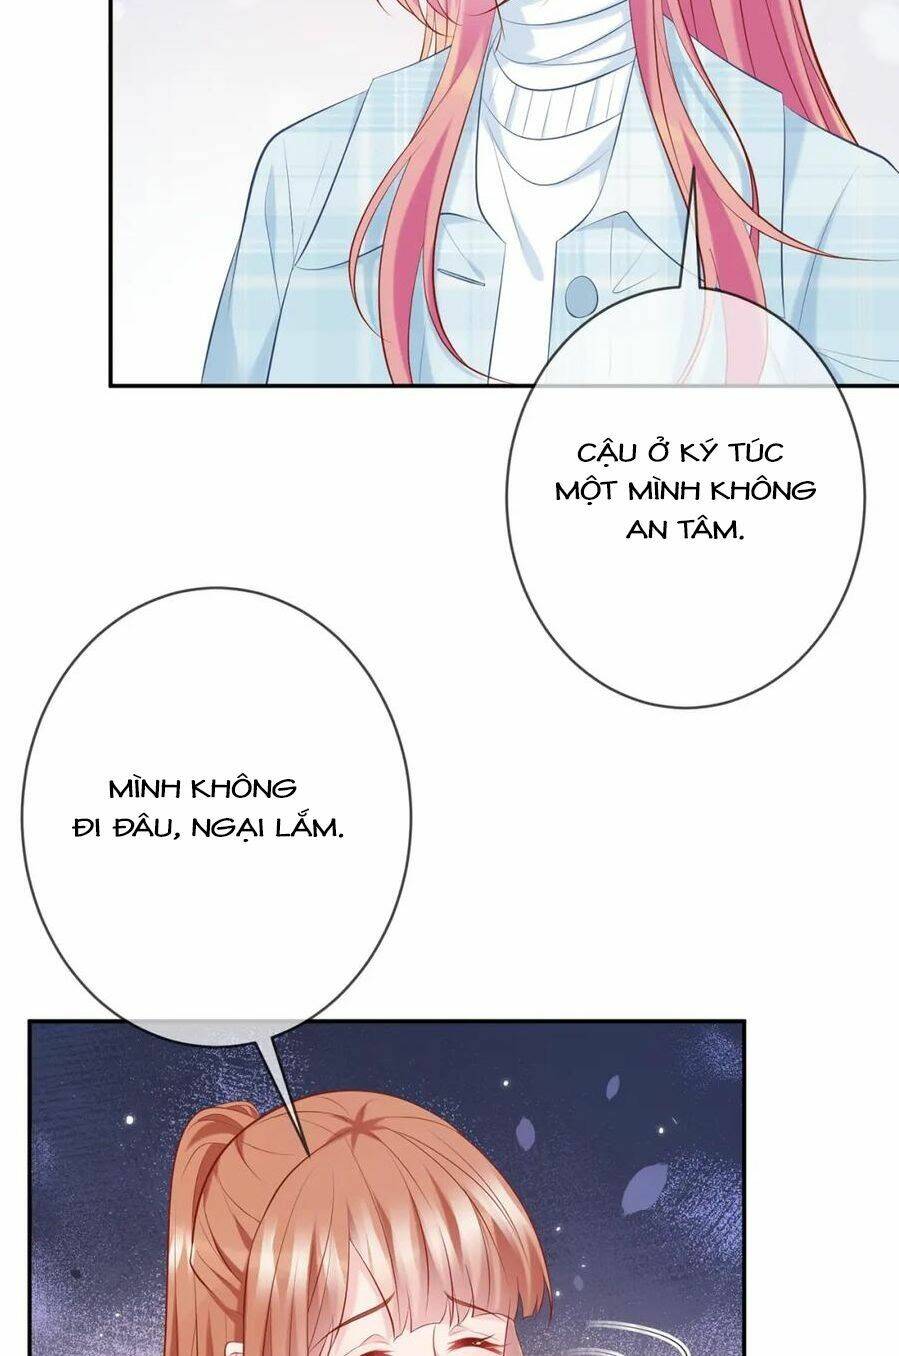 CẬU Ở KÝ TÚC
MỘT MÌNH KHÔNG
AN TÂM.
MÌNH KHÔNG
ĐI ĐÂU, NGẠI LẮM.